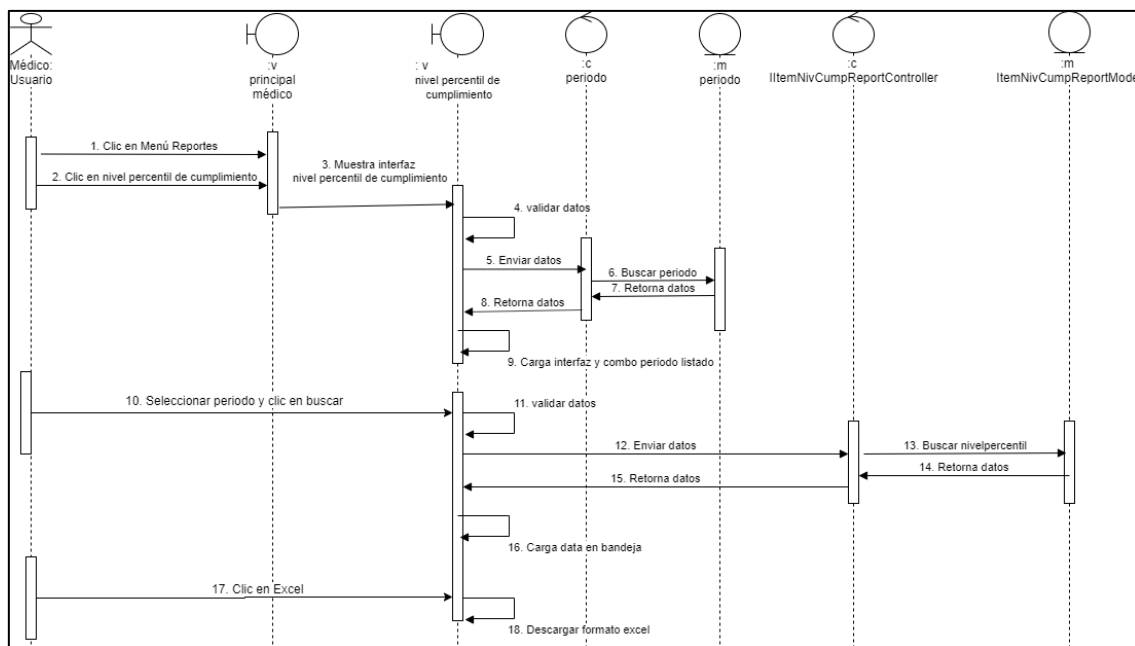 Médico:
Usuario
:v
principal
médico
: v
nivel percentil de
cumplimiento
:c
periodo
:m
periodo
:c
IItemNivCumpReportController
:m
ItemNivCumpReportMode
1. Clic en Menú Reportes
2. Clic en nivel percentil de cumplimiento
3. Muestra interfaz
nivel percentil de cumplimiento
4. validar datos
5. Enviar datos
6. Buscar periodo
7. Retorna datos
8. Retorna datos
9. Carga interfaz y combo periodo listado
10. Seleccionar periodo y clic en buscar
11. validar datos
12. Enviar datos
13. Buscar nivelpercentil
14. Retorna datos
15. Retorna datos
16. Carga data en bandeja
17. Clic en Excel
18. Descargar formato excel